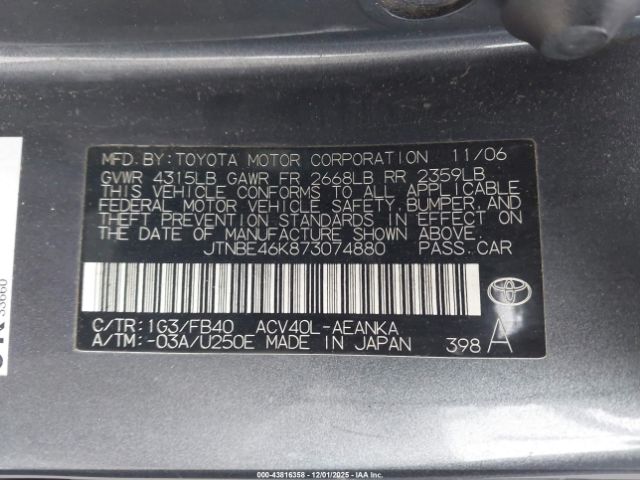 MFD. BY: TOYOTA MOTOR CORPORATION 11/06
GVWR 4315LB GAWR FR 2668LB RR 2359LB
THIS VEHICLE CONFORMS TO ALL APPLICABLE
FEDERAL MOTOR VEHICLE SAFETY, BUMPER, AND
THEFT PREVENTION STANDARDS IN EFFECT ON
THE DATE OF MANUFACTURE SHOWN ABOVE.
JTNBE46K873074880 PASS. CAR
C/TR: 1G3/FB40 ACV40L-AEANKA
A/TM: -03A/U250E MADE IN JAPAN 398 A
33660
000-43816358 - 12/01/2025 - IAA Inc.